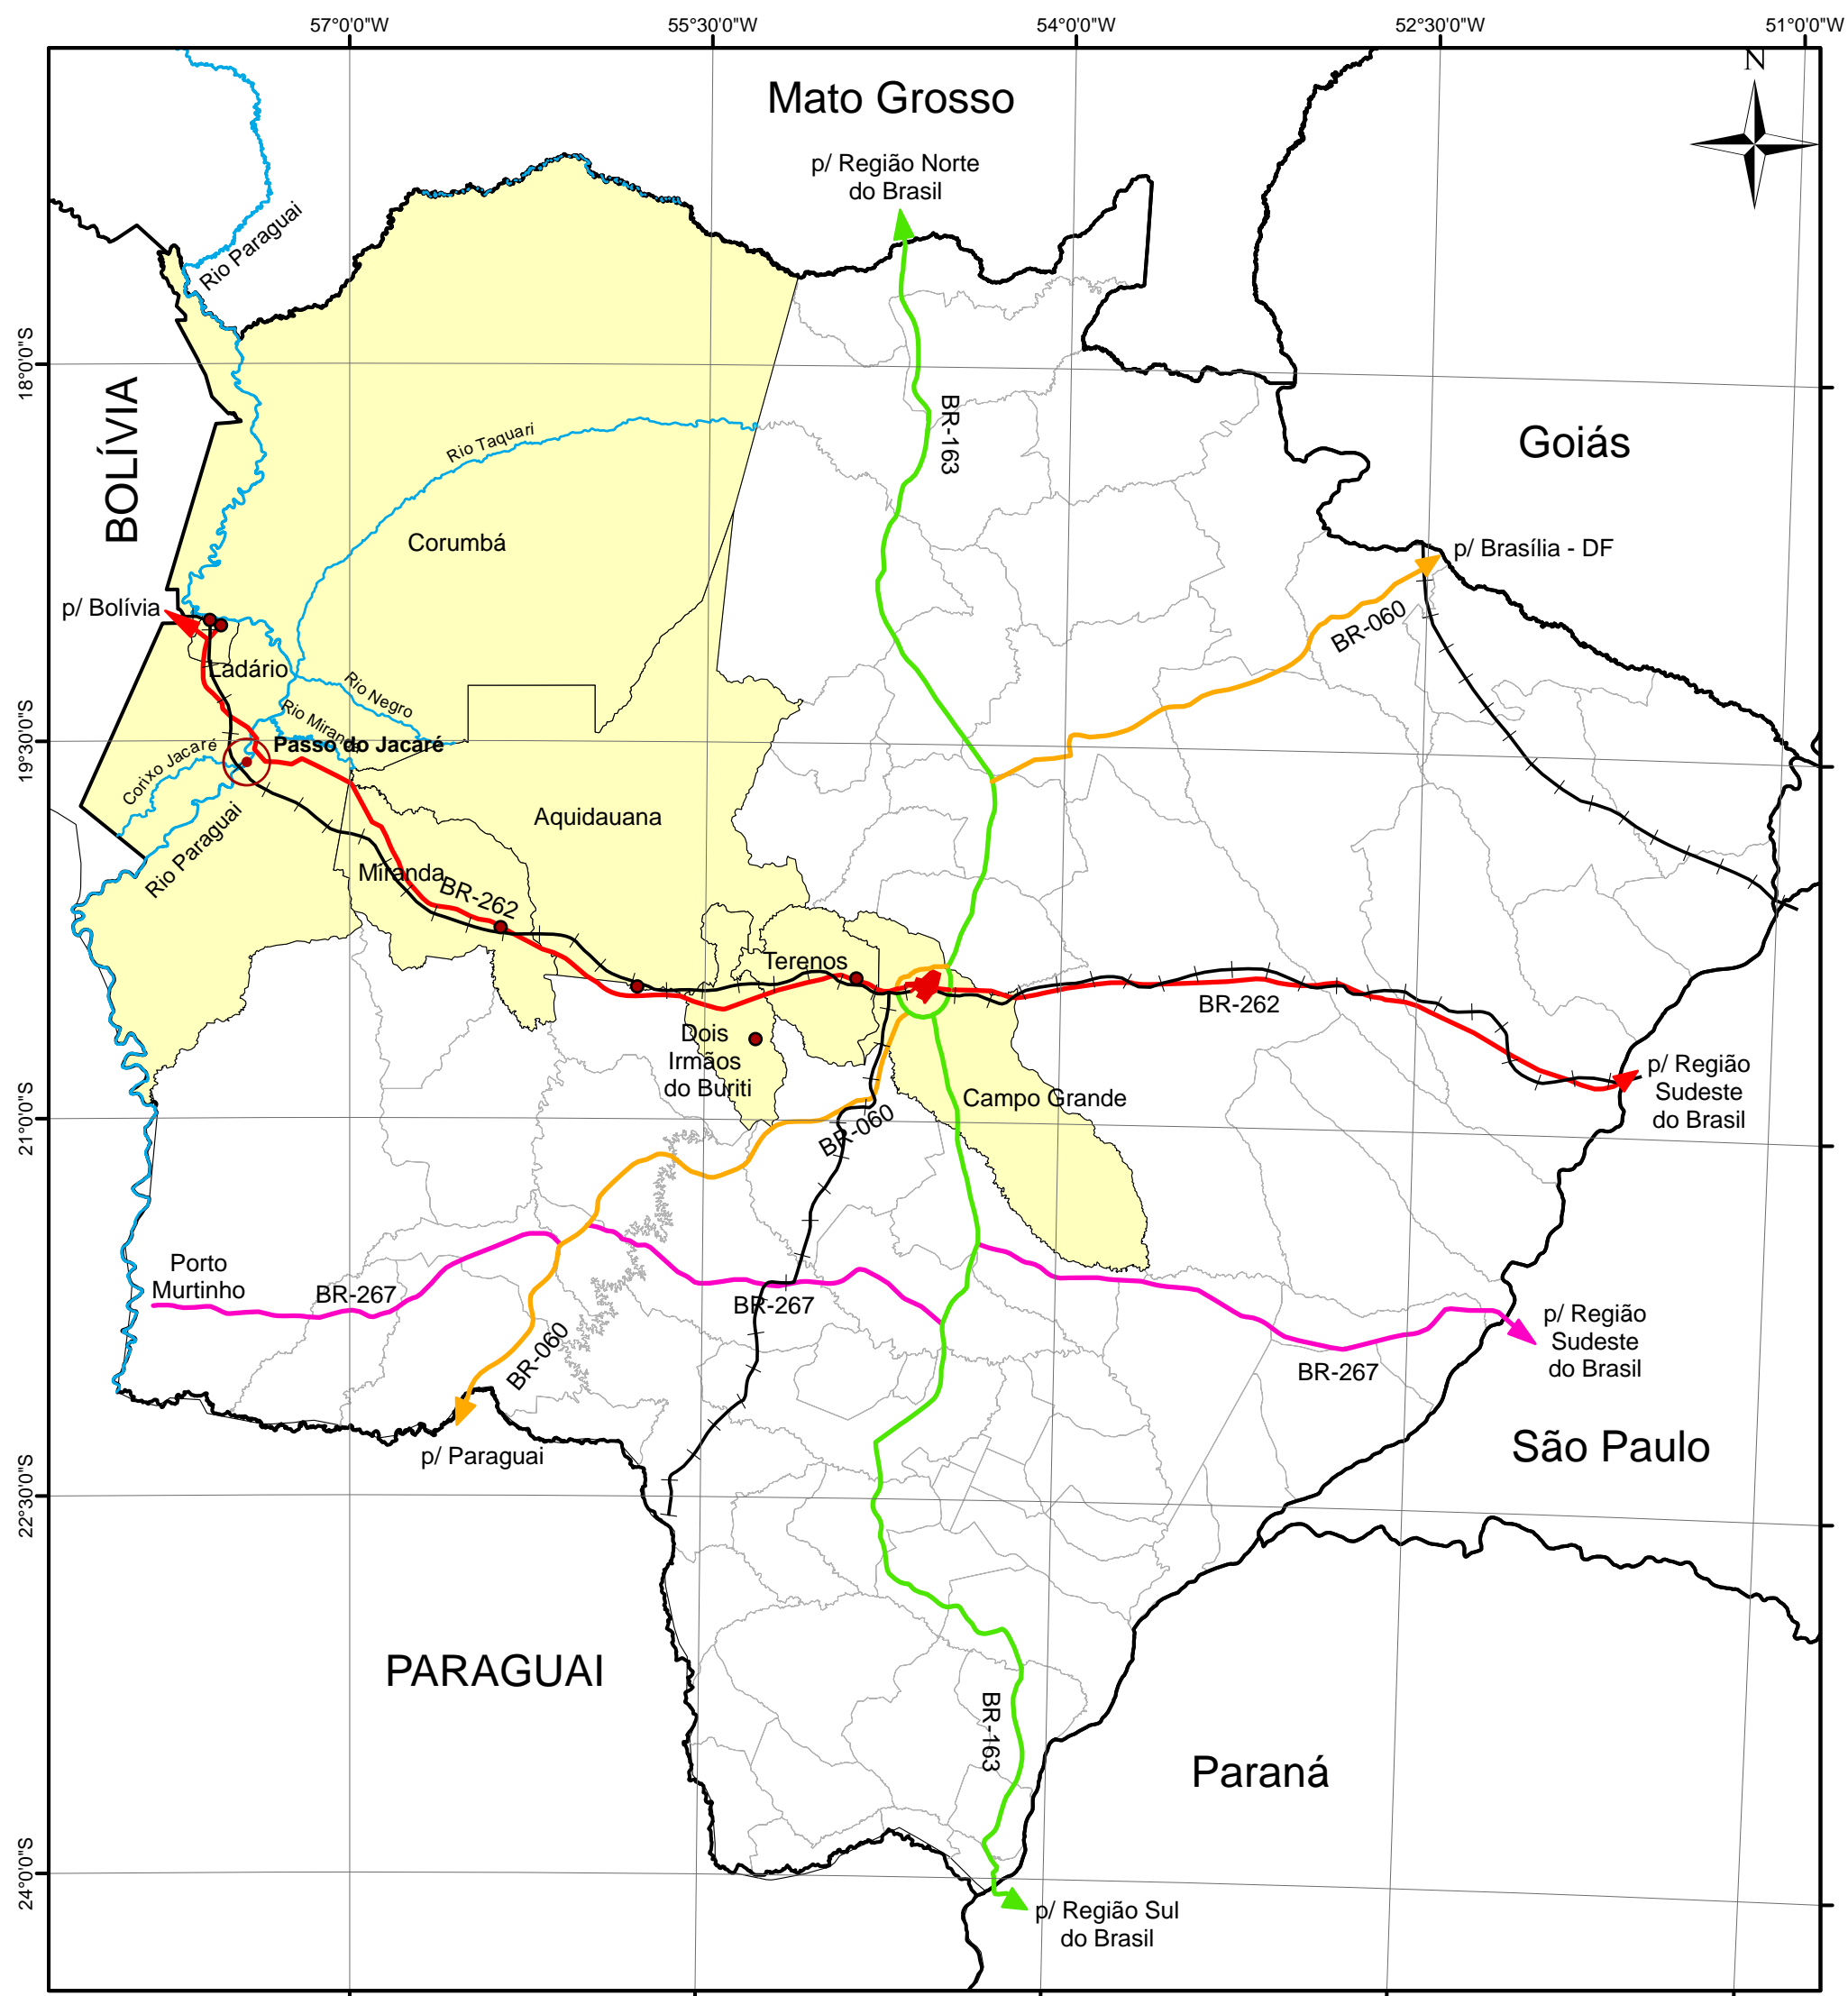 57°0'0"W
55°30'0"W
54°0'0"W
52°30'0"W
51°0'0"W
N
Mato Grosso
p/ Região Norte
do Brasil
Rio Paraguai
18°0'0"S
BOLÍVIA
BR-163
Goiás
Rio Taquari
Corumbá
p/ Brasília - DF
p/ Bolívia
BR-060
Ladário
Rio Negro
Rio Miranda
19°30'0"S
Passo do Jacaré
Corixo Jacaré
Rio Paraguai
Aquidauana
Miranda
BR-262
Terenos
BR-262
Dois
Irmãos
do Buriti
p/ Região
Sudeste
do Brasil
Campo Grande
21°0'0"S
BR-060
Porto
Murtinho
BR-267
BR-267
BR-060
p/ Região
Sudeste
do Brasil
BR-267
p/ Paraguai
São Paulo
22°30'0"S
PARAGUAI
BR-163
Paraná
24°0'0"S
p/ Região Sul
do Brasil